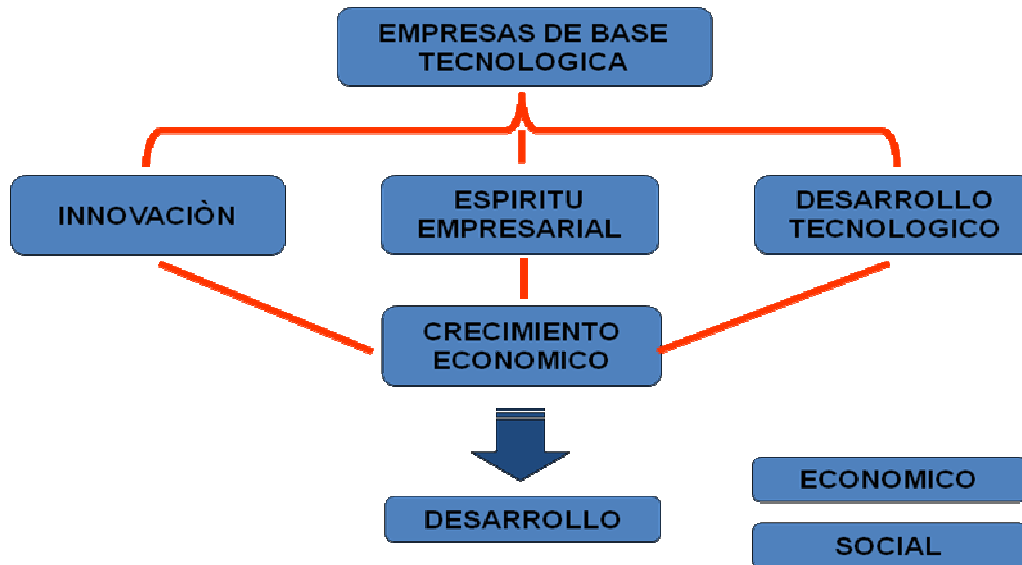 EMPRESAS DE BASE
TECNOLOGICA
INNOVACIÒN
ESPIRITU
EMPRESARIAL
DESARROLLO
TECNOLOGICO
CRECIMIENTO
ECONOMICO
DESARROLLO
ECONOMICO
SOCIAL